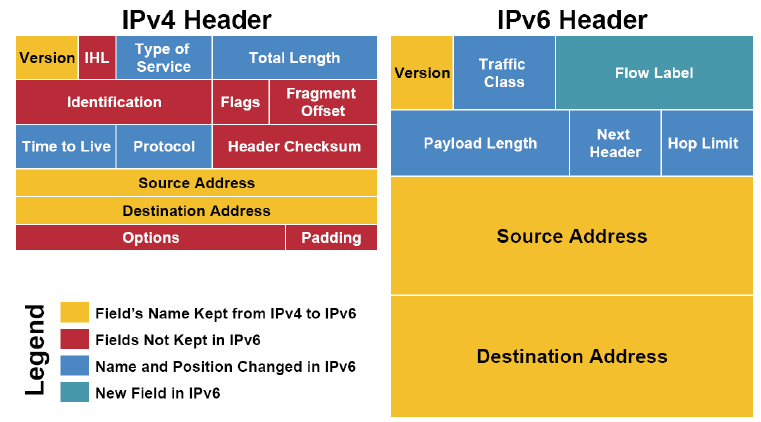 IPv4 Header
Version IHL Type of Service Total Length
Identification Flags Fragment Offset
Time to Live Protocol Header Checksum
Source Address
Destination Address
Options Padding
IPv6 Header
Version Traffic Class Flow Label
Payload Length Next Header Hop Limit
Source Address
Destination Address
Legend
Field's Name Kept from IPv4 to IPv6
Fields Not Kept in IPv6
Name and Position Changed in IPv6
New Field in IPv6